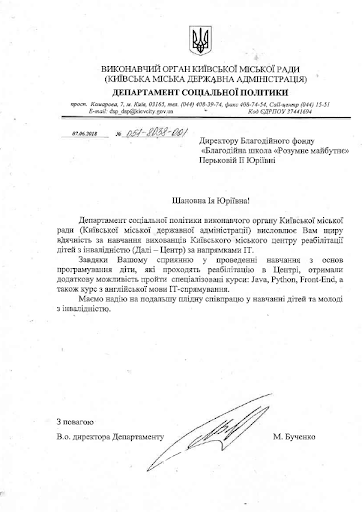 ВИКОНАВЧИЙ ОРГАН КИЇВСЬКОЇ МІСЬКОЇ РАДИ
(КИЇВСЬКА МІСЬКА ДЕРЖАВНА АДМІНІСТРАЦІЯ)
ДЕПАРТАМЕНТ СОЦІАЛЬНОЇ ПОЛІТИКИ
просп. Комарова, 7, м. Київ, 03165, тел. (044) 408-39-74, факс 408-74-54, Call-центр (044) 15-51
E-mail: dsp_dep@kievcity.gov.ua Код ЄДРПОУ 37441694
07.06.2018 № 051-8038-001
Директору Благодійного фонду
«Благодійна школа «Розумне майбутнє»
Перьковій Ії Юріївні
Шановна Ія Юріївна!
Департамент соціальної політики виконавчого органу Київської міської
ради (Київської міської державної адміністрації) висловлює Вам щиру
вдячність за навчання вихованців Київського міського центру реабілітації
дітей з інвалідністю (Далі – Центр) за напрямками ІТ.
Завдяки Вашому сприянню у проведенні навчання з основ
програмування діти, які проходять реабілітацію в Центрі, отримали
додаткову можливість пройти спеціалізовані курси: Java, Python, Front-End, а
також курс з англійської мови ІТ-спрямування.
Маємо надію на подальшу плідну співпрацю у навчанні дітей та молоді
з інвалідністю.
З повагою
В.о. директора Департаменту М. Бученко